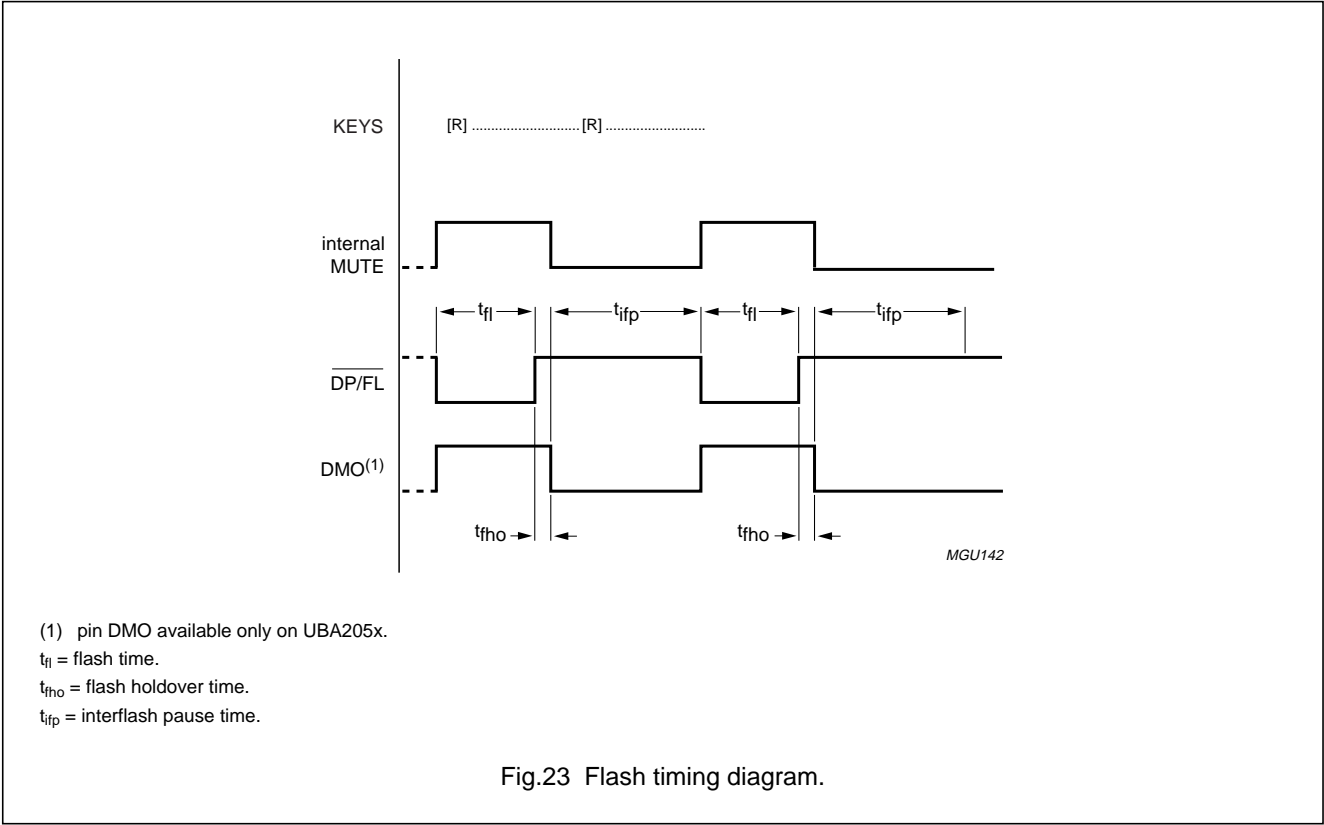 KEYS [R] ............................ [R] ..........................
internal
MUTE
tfl tifp tfl tifp
DP/FL
DMO(1)
tfho tfho
MGU142
(1) pin DMO available only on UBA205x.
tfl = flash time.
tfho = flash holdover time.
tifp = interflash pause time.
Fig.23 Flash timing diagram.